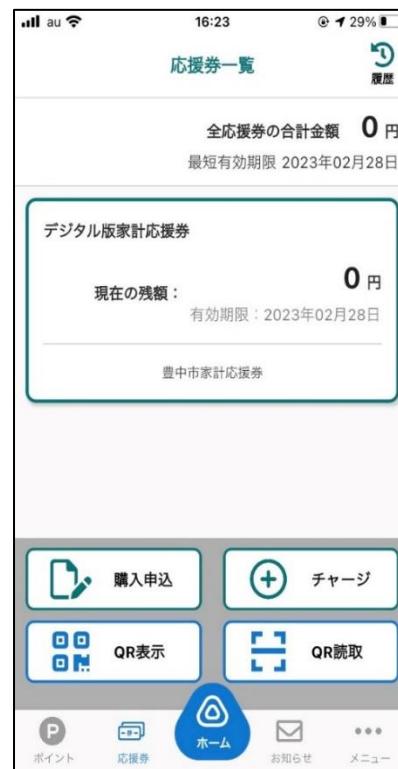 au 16:23 29%
応援券一覧
履歴
全応援券の合計金額 0 円
最短有効期限 2023年02月28日
デジタル版家計応援券
現在の残額： 0 円
有効期限：2023年02月28日
豊中市家計応援券
購入申込 チャージ
QR表示 QR読取
P
ポイント 応援券 ホーム お知らせ メニュー